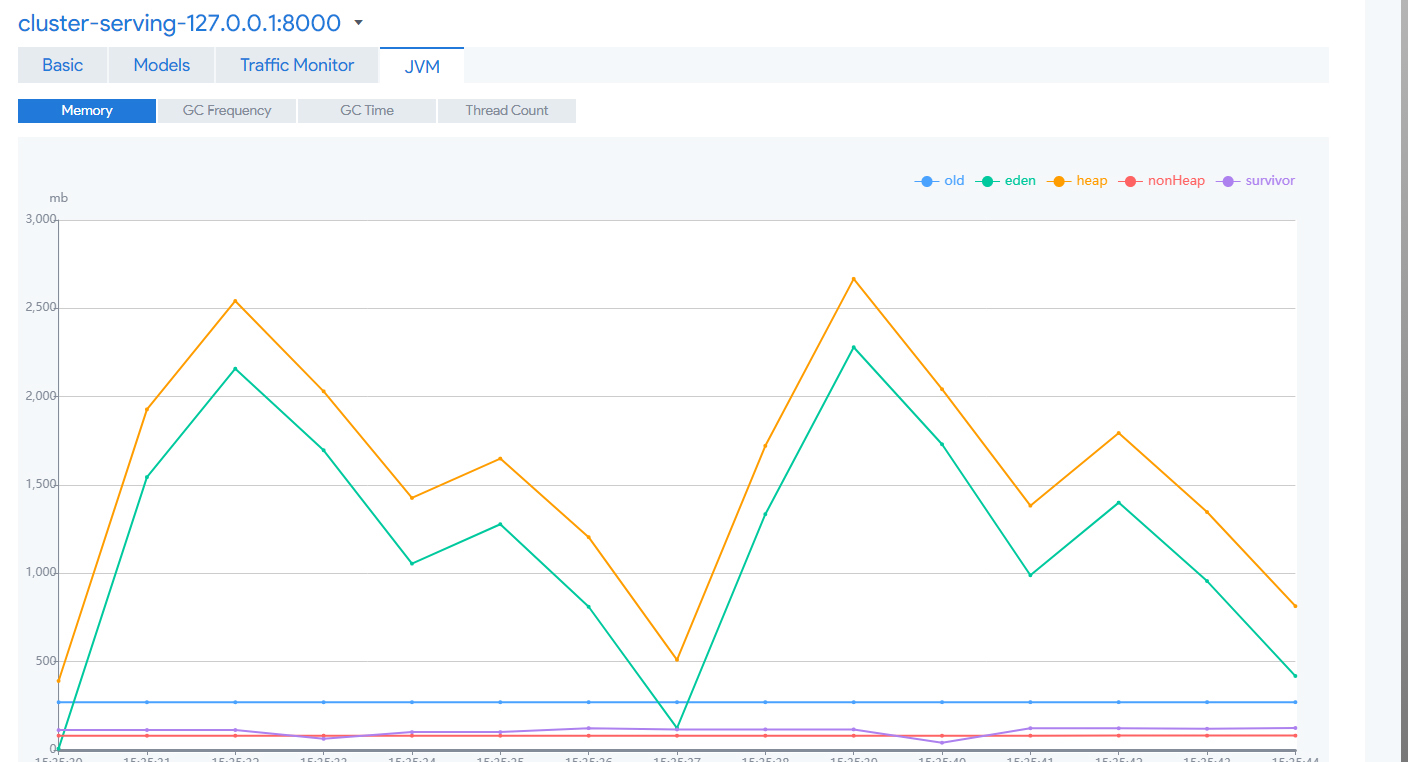 cluster-serving-127.0.0.1:8000
Basic Models Traffic Monitor JVM
Memory GC Frequency GC Time Thread Count
old eden heap nonHeap survivor
mb
3,000
2,500
2,000
1,500
1,000
500
0